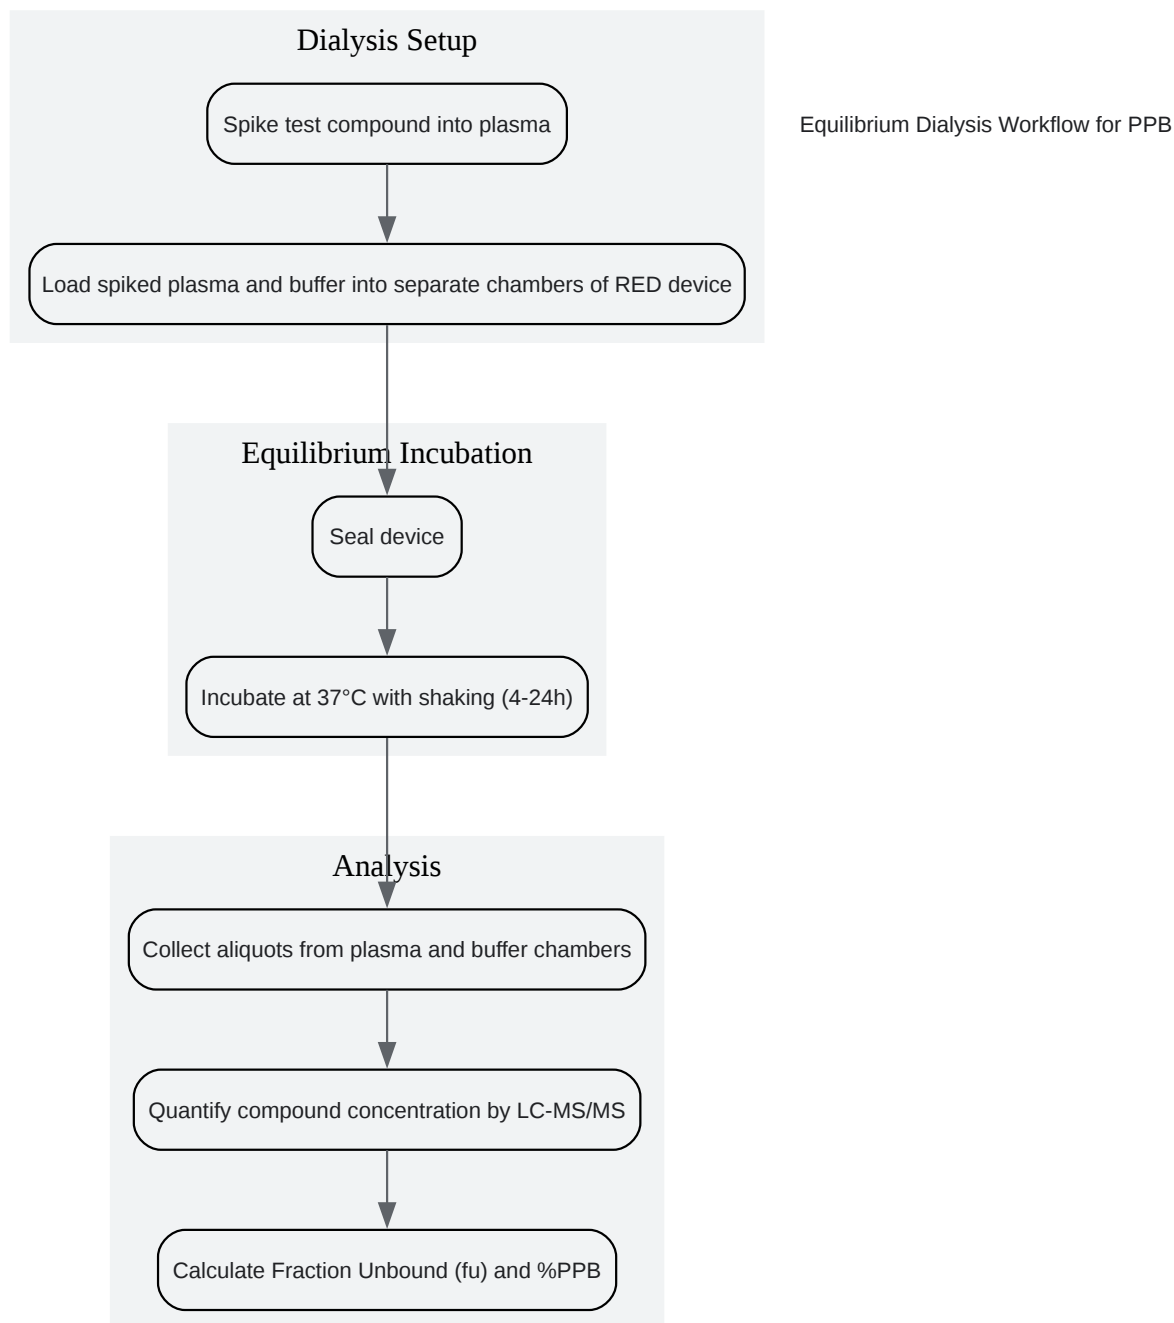 Dialysis Setup
Spike test compound into plasma
Equilibrium Dialysis Workflow for PPB
Load spiked plasma and buffer into separate chambers of RED device
Equilibrium Incubation
Seal device
Incubate at 37°C with shaking (4-24h)
Analysis
Collect aliquots from plasma and buffer chambers
Quantify compound concentration by LC-MS/MS
Calculate Fraction Unbound (fu) and %PPB